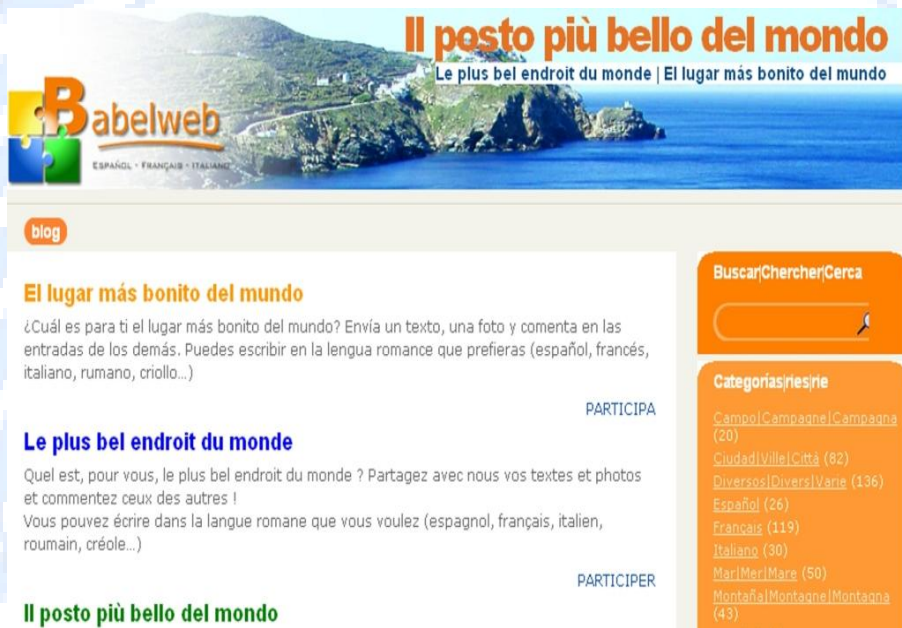 Il posto più bello del mondo
Le plus bel endroit du monde | El lugar más bonito del mundo
Babelweb
ESPAÑOL - FRANÇAIS - ITALIANO
blog
El lugar más bonito del mundo
¿Cuál es para ti el lugar más bonito del mundo? Envía un texto, una foto y comenta en las
entradas de los demás. Puedes escribir en la lengua romance que prefieras (español, francés,
italiano, rumano, criollo...)
PARTICIPA
Le plus bel endroit du monde
Quel est, pour vous, le plus bel endroit du monde ? Partagez avec nous vos textes et photos
et commentez ceux des autres !
Vous pouvez écrire dans la langue romane que vous voulez (espagnol, français, italien,
roumain, créole...)
PARTICIPER
Il posto più bello del mondo
Buscar|Chercher|Cerca
Categorías|ries|rie
Campo|Campagne|Campagna
(20)
Ciudad|Ville|Città (82)
Diversos|Divers|Varie (136)
Español (26)
Français (119)
Italiano (30)
Mar|Mer|Mare (50)
Montaña|Montagne|Montagna
(43)